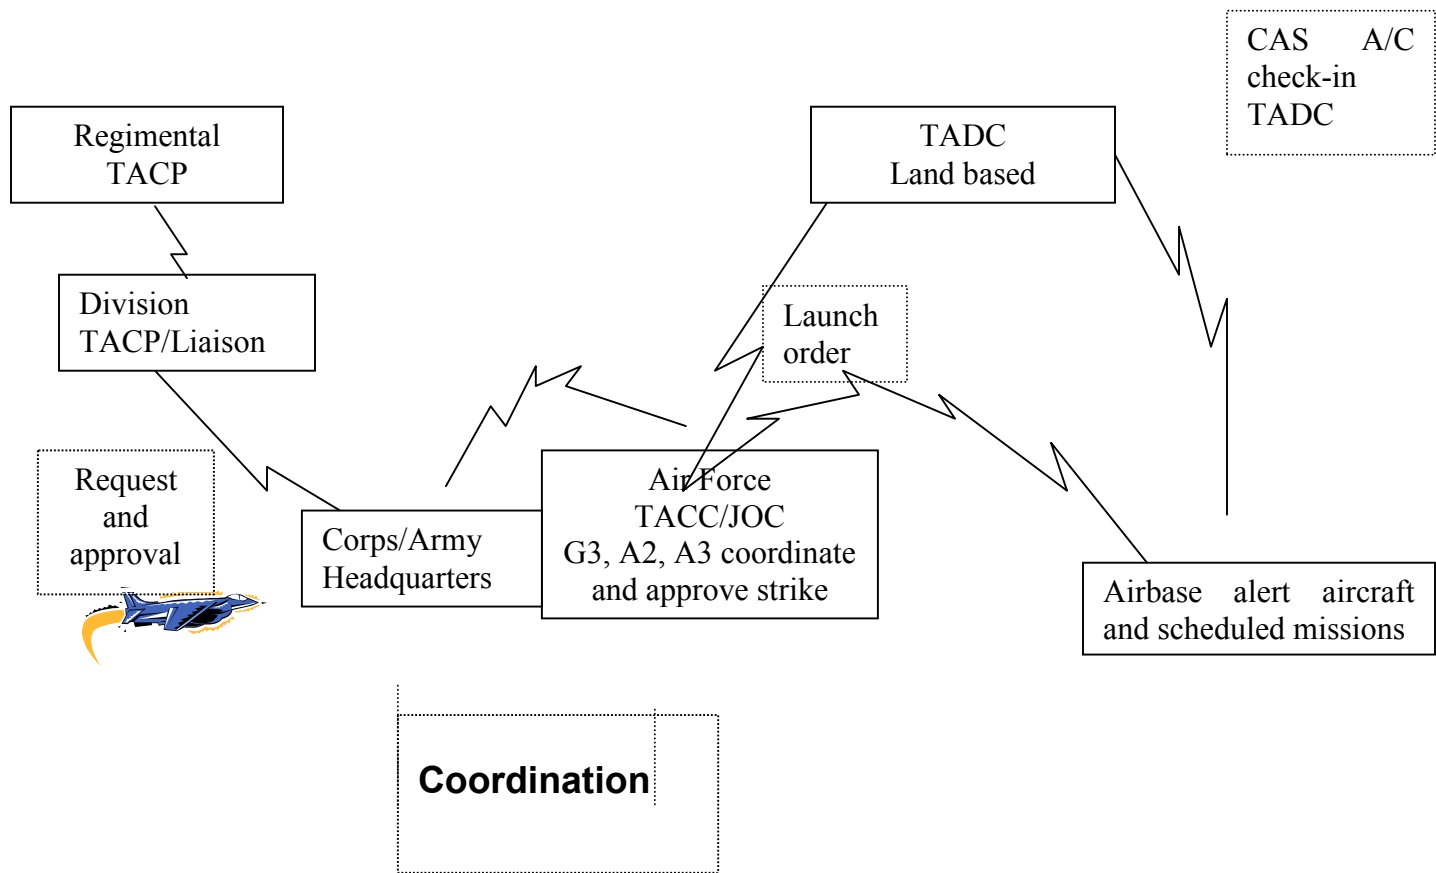 CAS A/C
check-in
TADC
Regimental
TACP
TADC
Land based
Division
TACP/Liaison
Launch
order
Request
and
approval
Corps/Army
Headquarters
Air Force
TACC/JOC
G3, A2, A3 coordinate
and approve strike
Airbase alert aircraft
and scheduled missions
Coordination